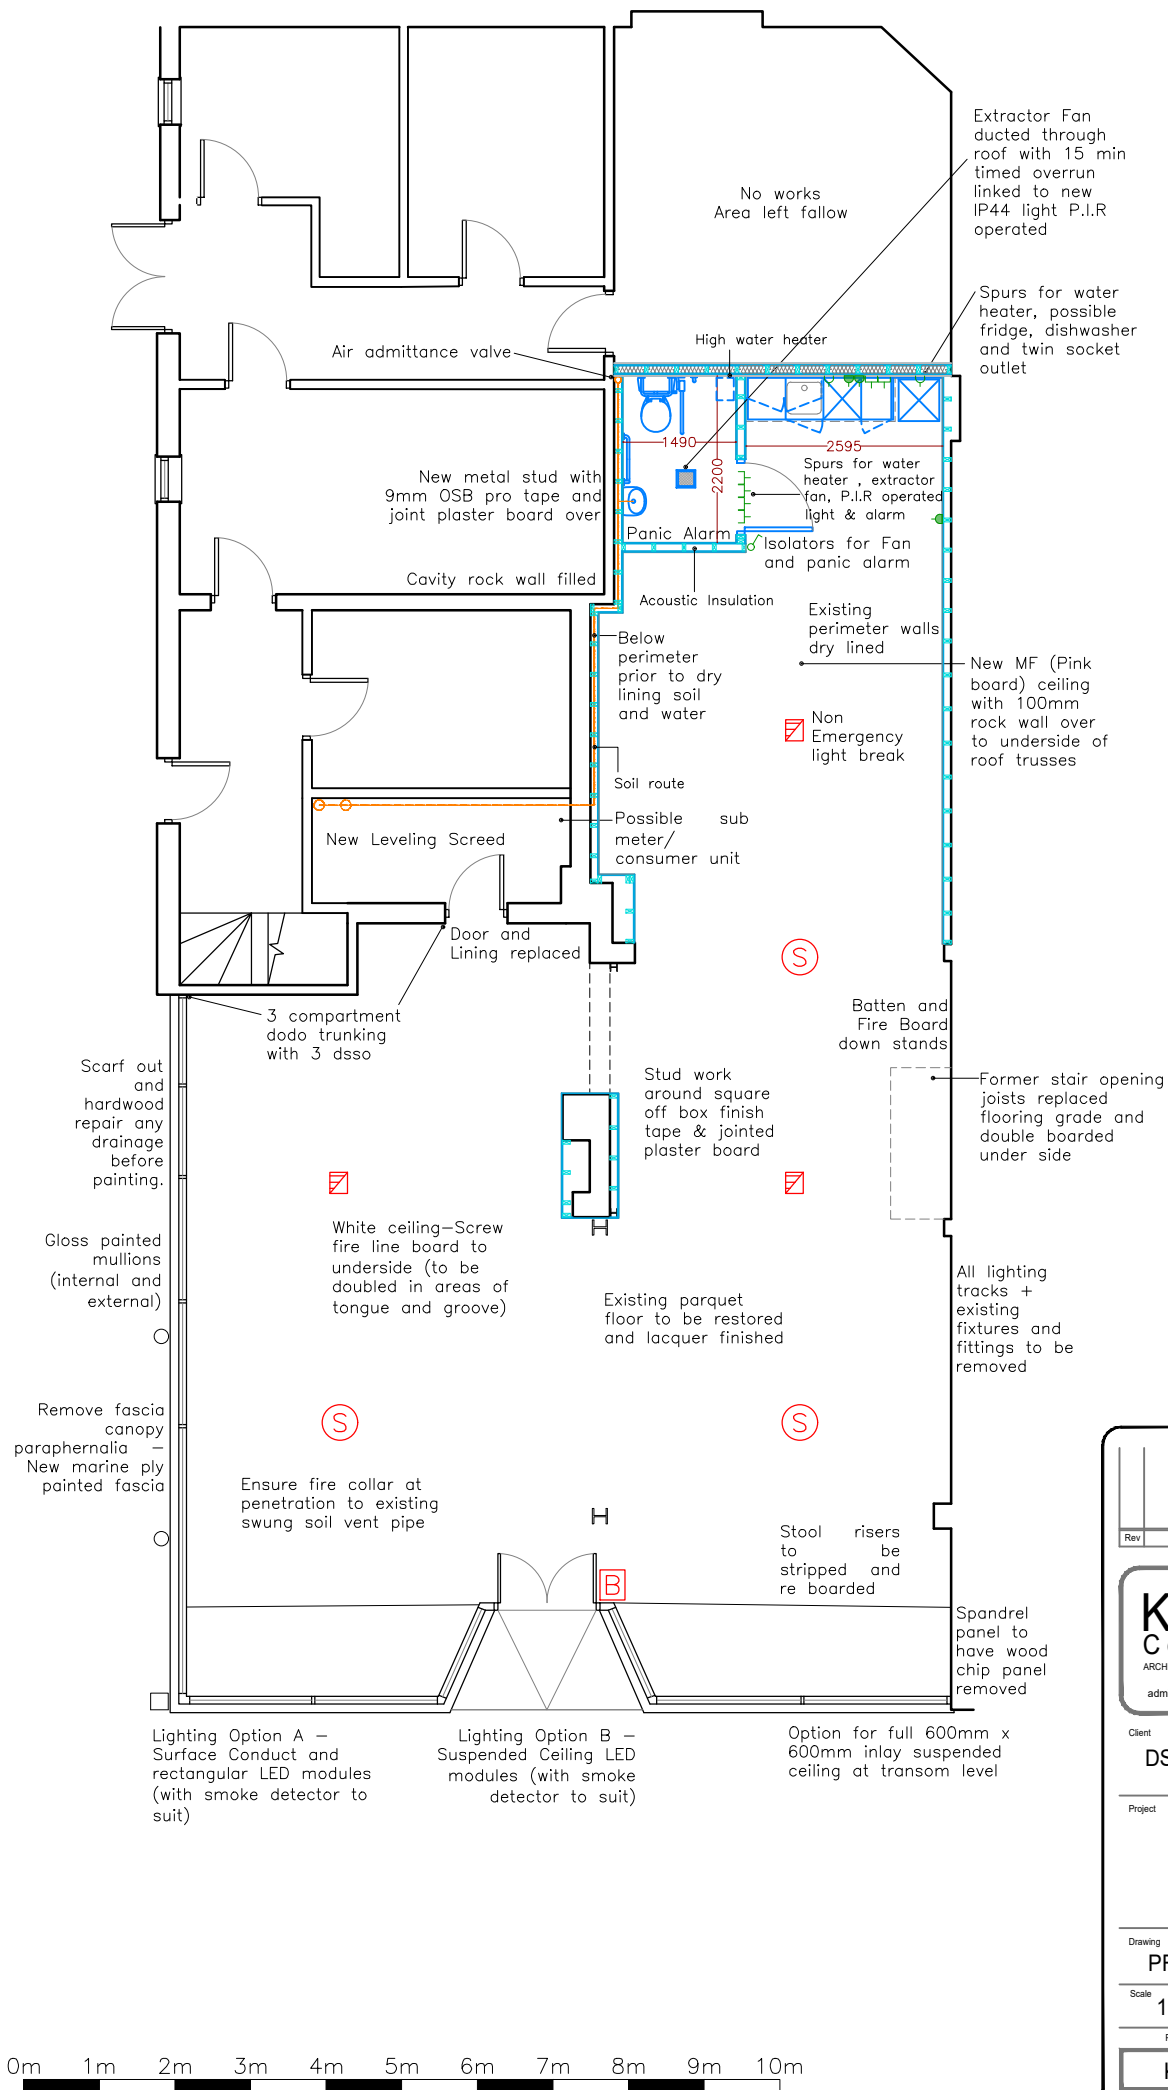 Extractor Fan
ducted through
roof with 15 min
timed overrun
linked to new
IP44 light P.I.R
operated
No works
Area left fallow
Spurs for water
heater, possible
fridge, dishwasher
and twin socket
outlet
High water heater
Air admittance valve
1490
2595
2200
New metal stud with
9mm OSB pro tape and
joint plaster board over
Spurs for water
heater , extractor
fan, P.I.R operated
light & alarm
Panic Alarm
Isolators for Fan
and panic alarm
Cavity rock wall filled
Acoustic Insulation
Existing
perimeter walls
dry lined
Below
perimeter
prior to dry
lining soil
and water
New MF (Pink
board) ceiling
with 100mm
rock wall over
to underside of
roof trusses
Non
Emergency
light break
Soil route
Possible sub
meter/
consumer unit
New Leveling Screed
Door and
Lining replaced
S
3 compartment
dodo trunking
with 3 dsso
Batten and
Fire Board
down stands
Scarf out
and
hardwood
repair any
drainage
before
painting.
Stud work
around square
off box finish
tape & jointed
plaster board
Former stair opening
joists replaced
flooring grade and
double boarded
under side
White ceiling-Screw
fire line board to
underside (to be
doubled in areas of
tongue and groove)
Gloss painted
mullions
(internal and
external)
Existing parquet
floor to be restored
and lacquer finished
All lighting
tracks +
existing
fixtures and
fittings to be
removed
Remove fascia
canopy
paraphernalia -
New marine ply
painted fascia
S
S
Ensure fire collar at
penetration to existing
swung soil vent pipe
Stool risers
to be
stripped and
re boarded
B
Spandrel
panel to
have wood
chip panel
removed
Lighting Option A -
Surface Conduct and
rectangular LED modules
(with smoke detector to
suit)
Lighting Option B -
Suspended Ceiling LED
modules (with smoke
detector to suit)
Option for full 600mm x
600mm inlay suspended
ceiling at transom level
Rev
K
C
ARCH
adm
Client
DS
Project
Drawing
Scale
1
0m 1m 2m 3m 4m 5m 6m 7m 8m 9m 10m